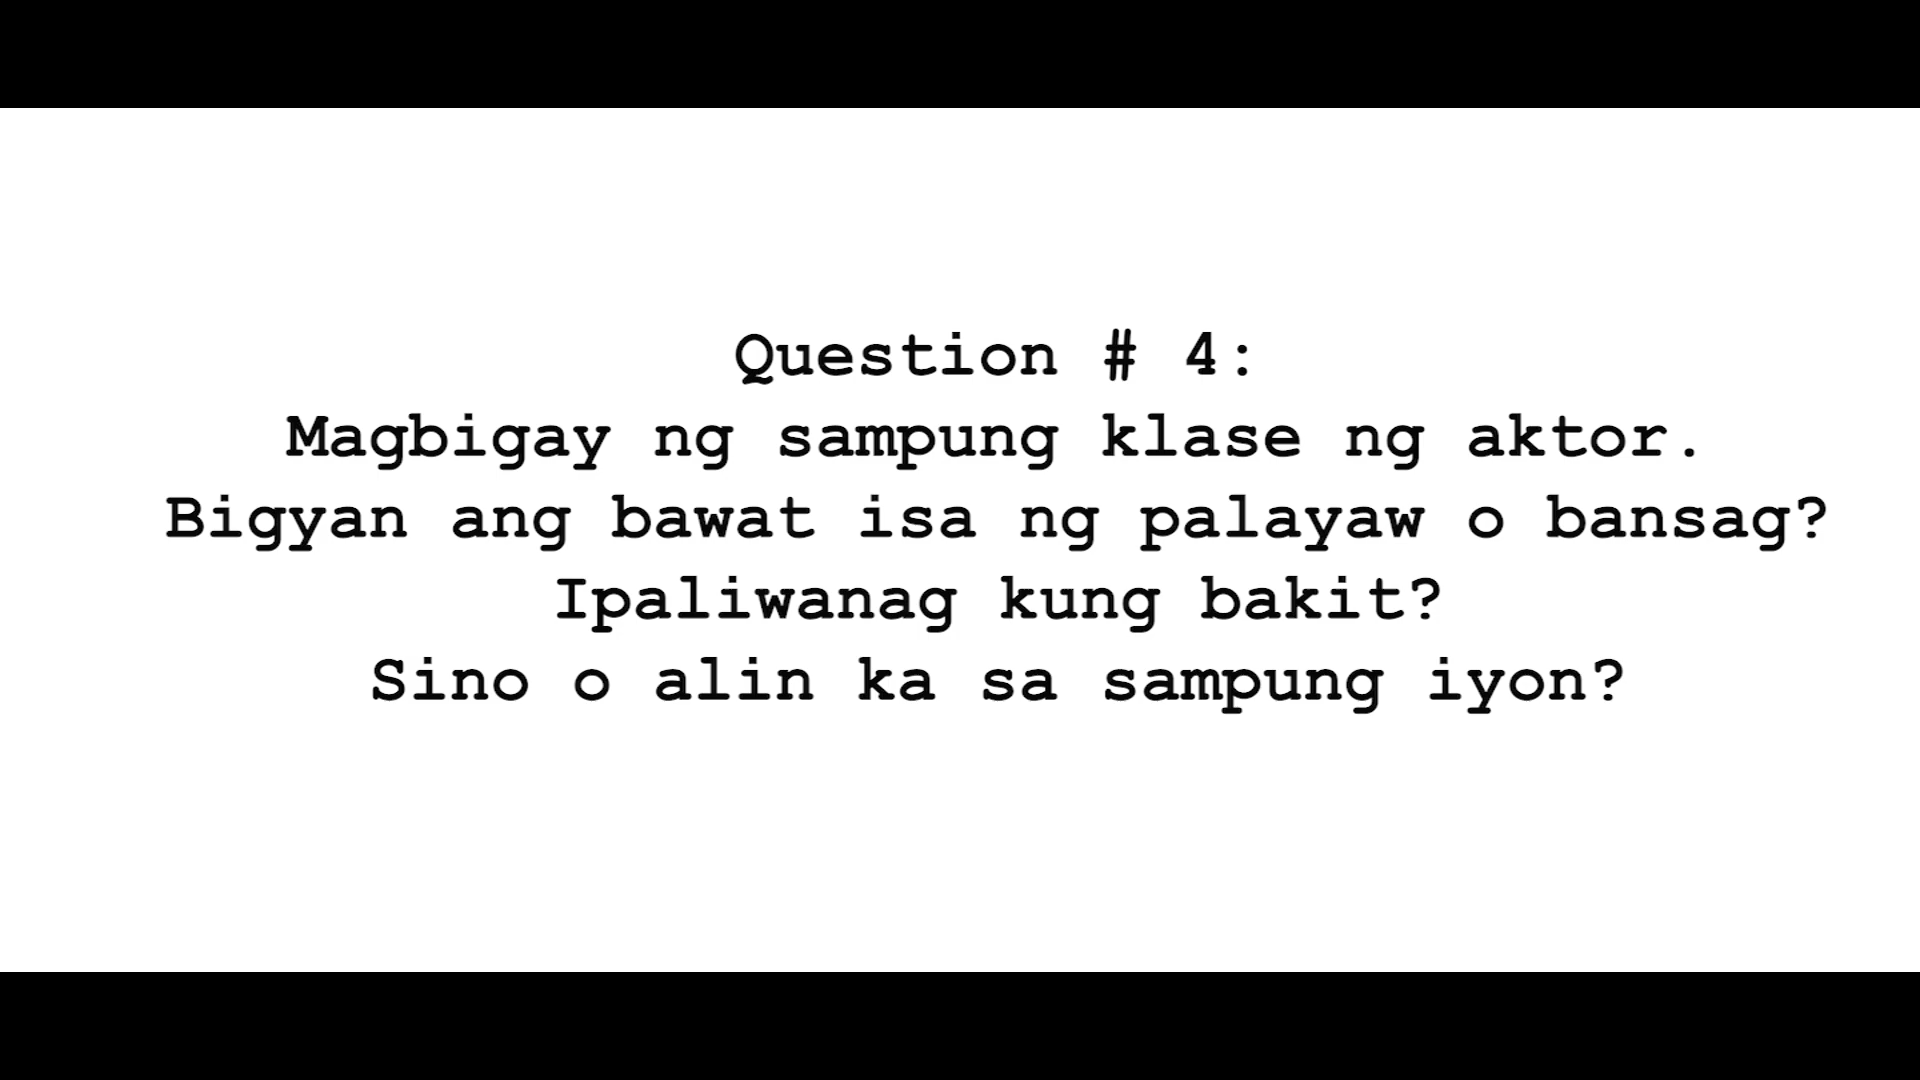 Question # 4:
Magbigay ng sampung klase ng aktor.
Bigyan ang bawat isa ng palayaw o bansag?
Ipaliwanag kung bakit?
Sino o alin ka sa sampung iyon?